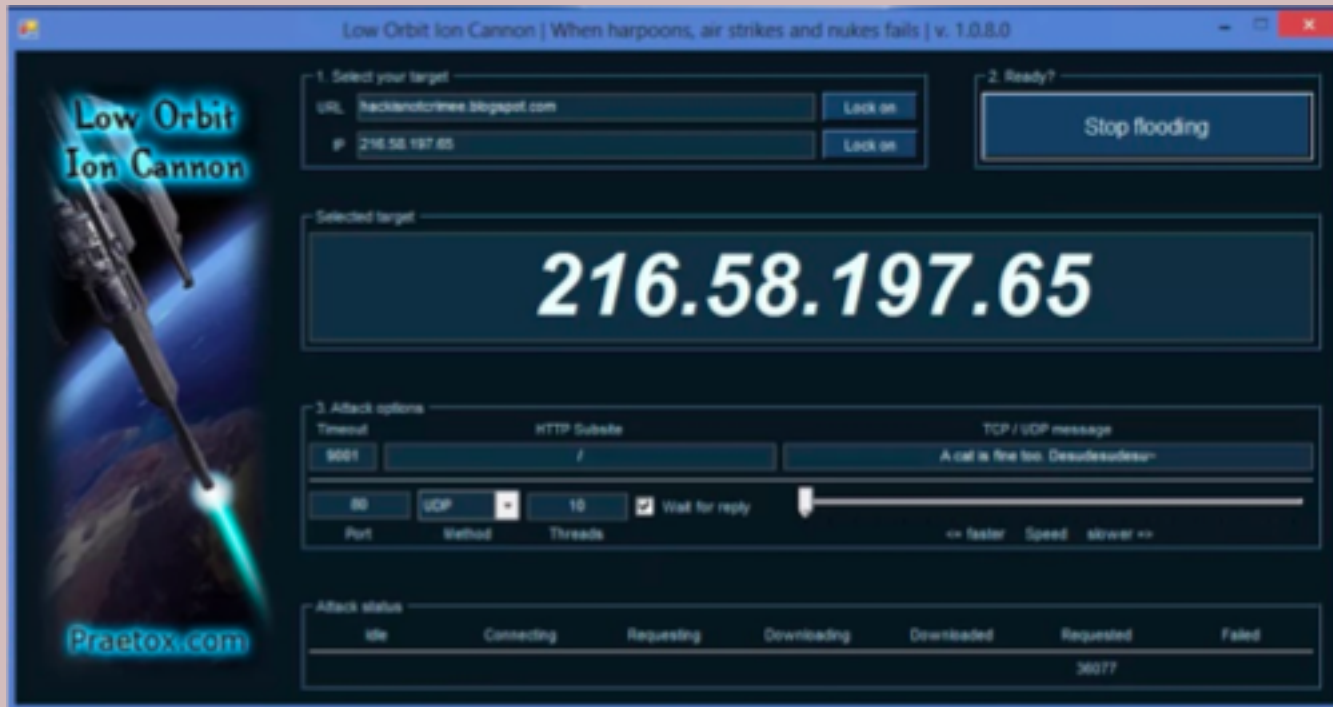 Low Orbit Ion Cannon | When harpoons, air strikes and nukes fails | v. 1.0.8.0
Low Orbit
Ion Cannon
Praetox.com
1. Select your target
URL hackisnotcrimee.blogspot.com Lock on
IP 216.58.197.65 Lock on
2. Ready?
Stop flooding
Selected target
216.58.197.65
3. Attack options
Timeout HTTP Subsite TCP / UDP message
9001 / A cat is fine too. Desudesudesu~
80 UDP 10 Wait for reply
Port Method Threads <= faster Speed slower =>
Attack status
Idle Connecting Requesting Downloading Downloaded Requested Failed
36077